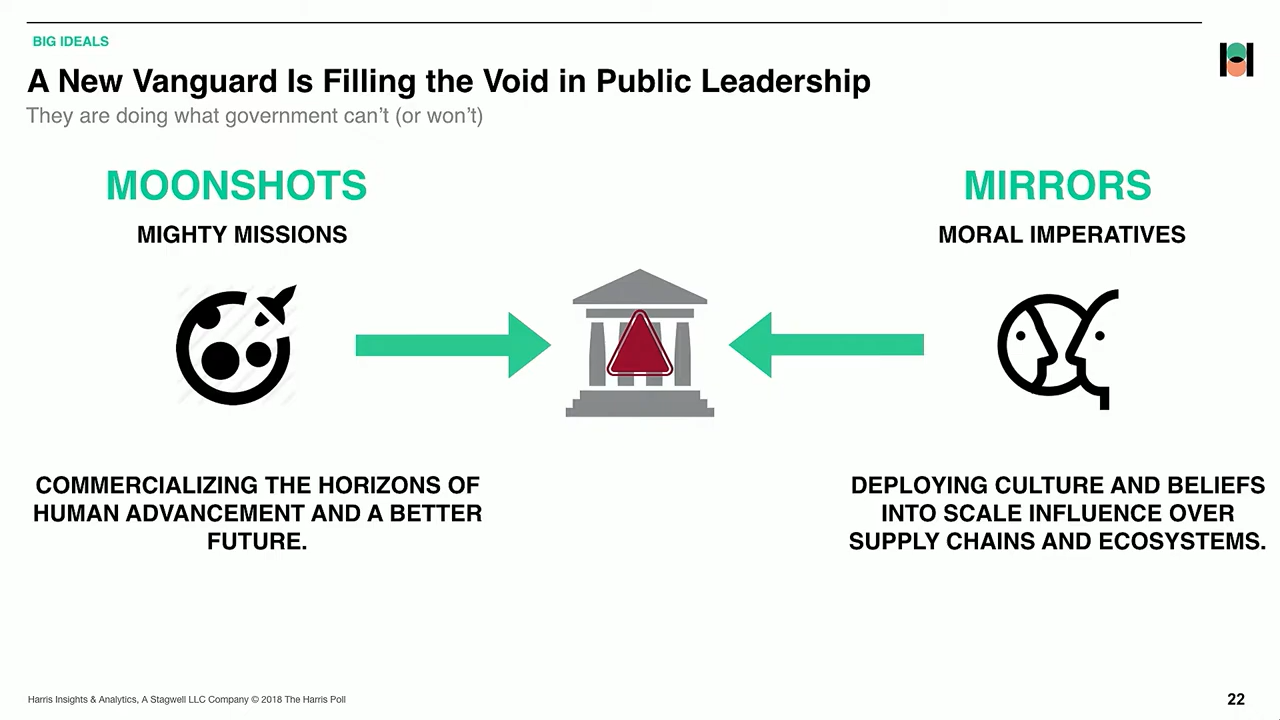 BIG IDEALS
A New Vanguard Is Filling the Void in Public Leadership
They are doing what government can’t (or won’t)
MOONSHOTS
MIGHTY MISSIONS
COMMERCIALIZING THE HORIZONS OF
HUMAN ADVANCEMENT AND A BETTER
FUTURE.
MIRRORS
MORAL IMPERATIVES
DEPLOYING CULTURE AND BELIEFS
INTO SCALE INFLUENCE OVER
SUPPLY CHAINS AND ECOSYSTEMS.
Harris Insights & Analytics, A Stagwell LLC Company © 2018 The Harris Poll
22